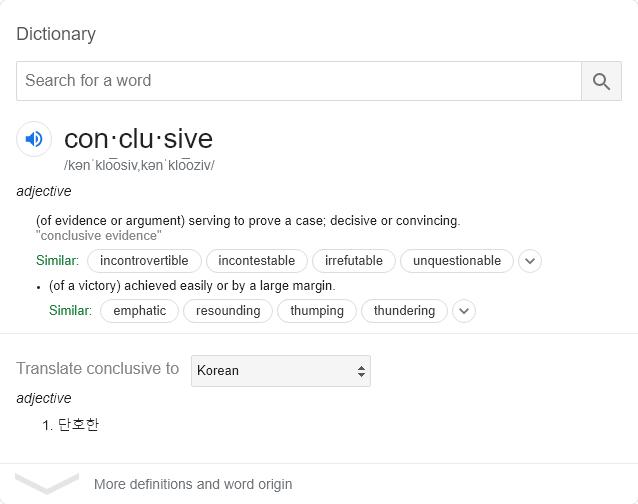 Dictionary
Search for a word
con·clu·sive
/kənˈklo͞osiv,kənˈklo͞oziv/
adjective
(of evidence or argument) serving to prove a case; decisive or convincing.
"conclusive evidence"
Similar: incontrovertible incontestable irrefutable unquestionable
• (of a victory) achieved easily or by a large margin.
Similar: emphatic resounding thumping thundering
Translate conclusive to Korean
adjective
1. 단호한
More definitions and word origin